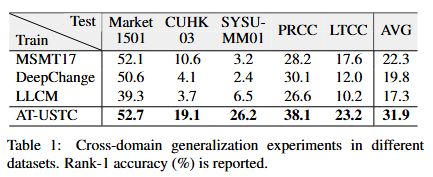 Test Market CUHK SYSU- PRCC LTCC AVG
Train 1501 03 MM01
MSMT17 52.1 10.6 3.2 28.2 17.6 22.3
DeepChange 50.6 4.1 2.4 30.1 12.0 19.8
LLCM 39.3 3.7 6.5 26.6 10.2 17.3
AT-USTC 52.7 19.1 26.2 38.1 23.2 31.9
Table 1: Cross-domain generalization experiments in different
datasets. Rank-1 accuracy (%) is reported.